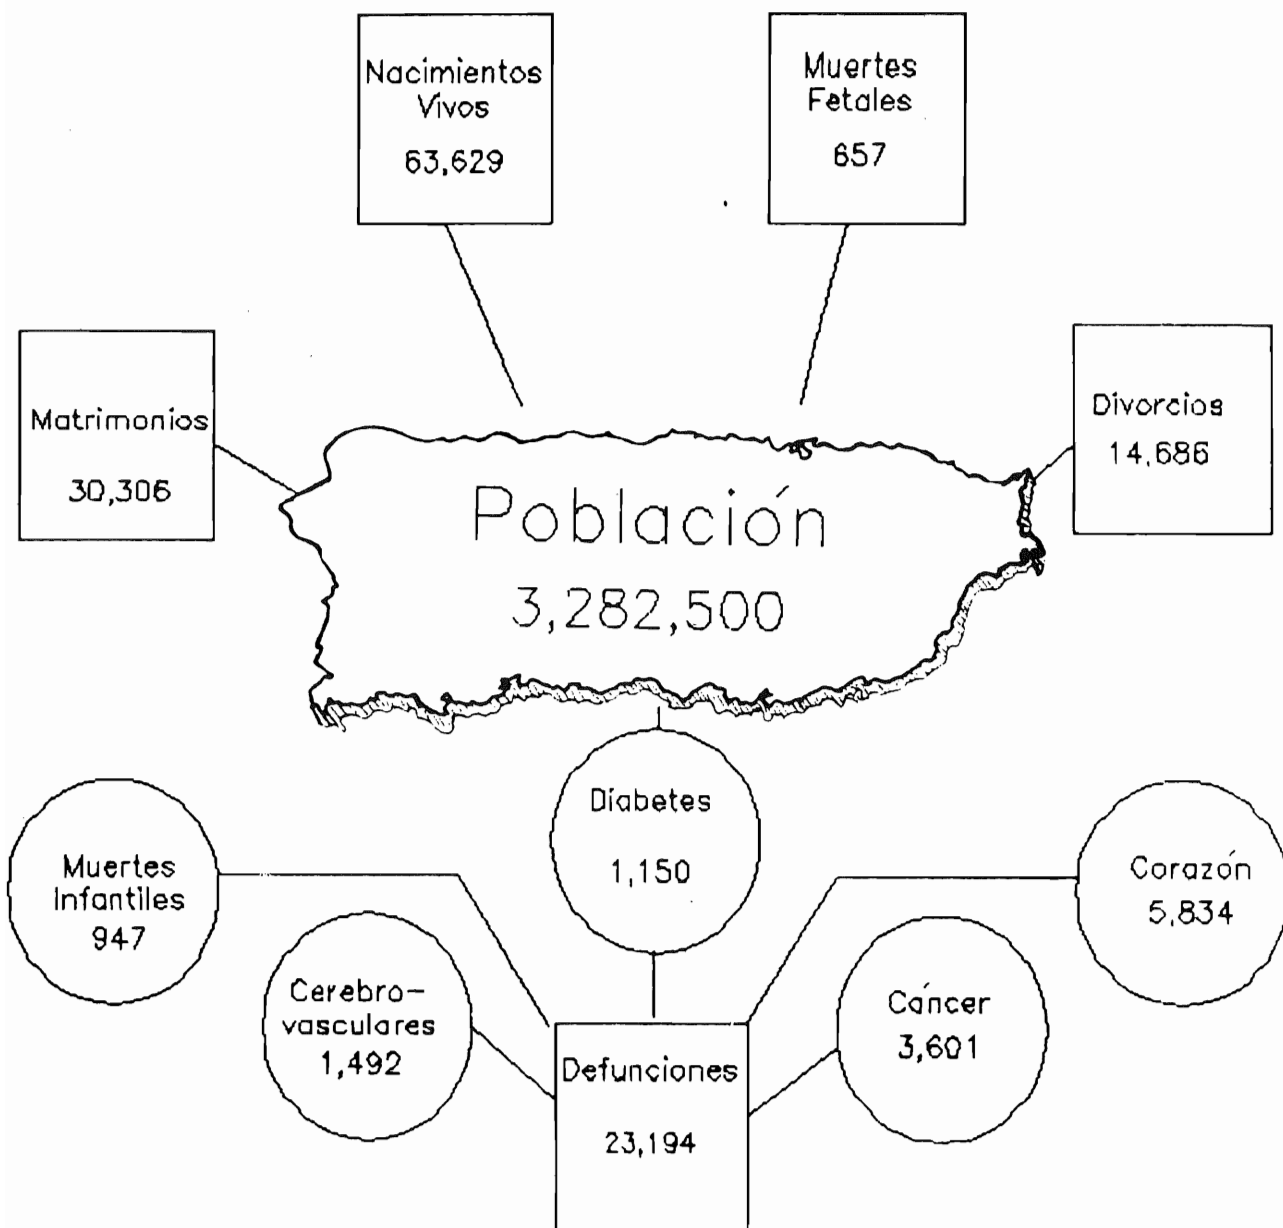 Nacimientos
Vivos
63,629
Muertes
Fetales
657
Matrimonios
30,306
Divorcios
14,686
Población
3,282,500
Diabetes
1,150
Muertes
Infantiles
947
Corazón
5,834
Cerebro-
vasculares
1,492
Cáncer
3,601
Defunciones
23,194